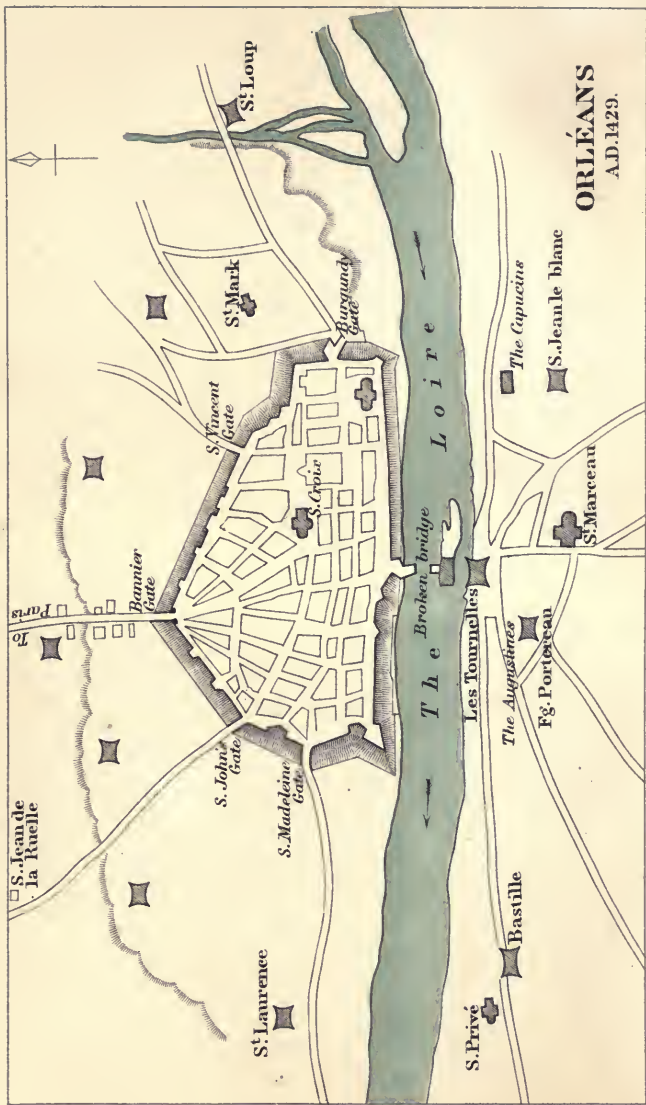 ORLÉANS
A.D. 1429.
To Paris
S. Jean de
la Ruelle
Bannier
Gate
S. Vincent
Gate
St. Mark
St. Loup
S. John's
Gate
S. Madeleine
Gate
S. Croix
Burgundy
Gate
St. Laurence
The Loire
Broken bridge
Les Tournelles
The Augustines
Fg. Portereau
The Capucins
S. Jean le blanc
St. Marceau
S. Privé
Bastille